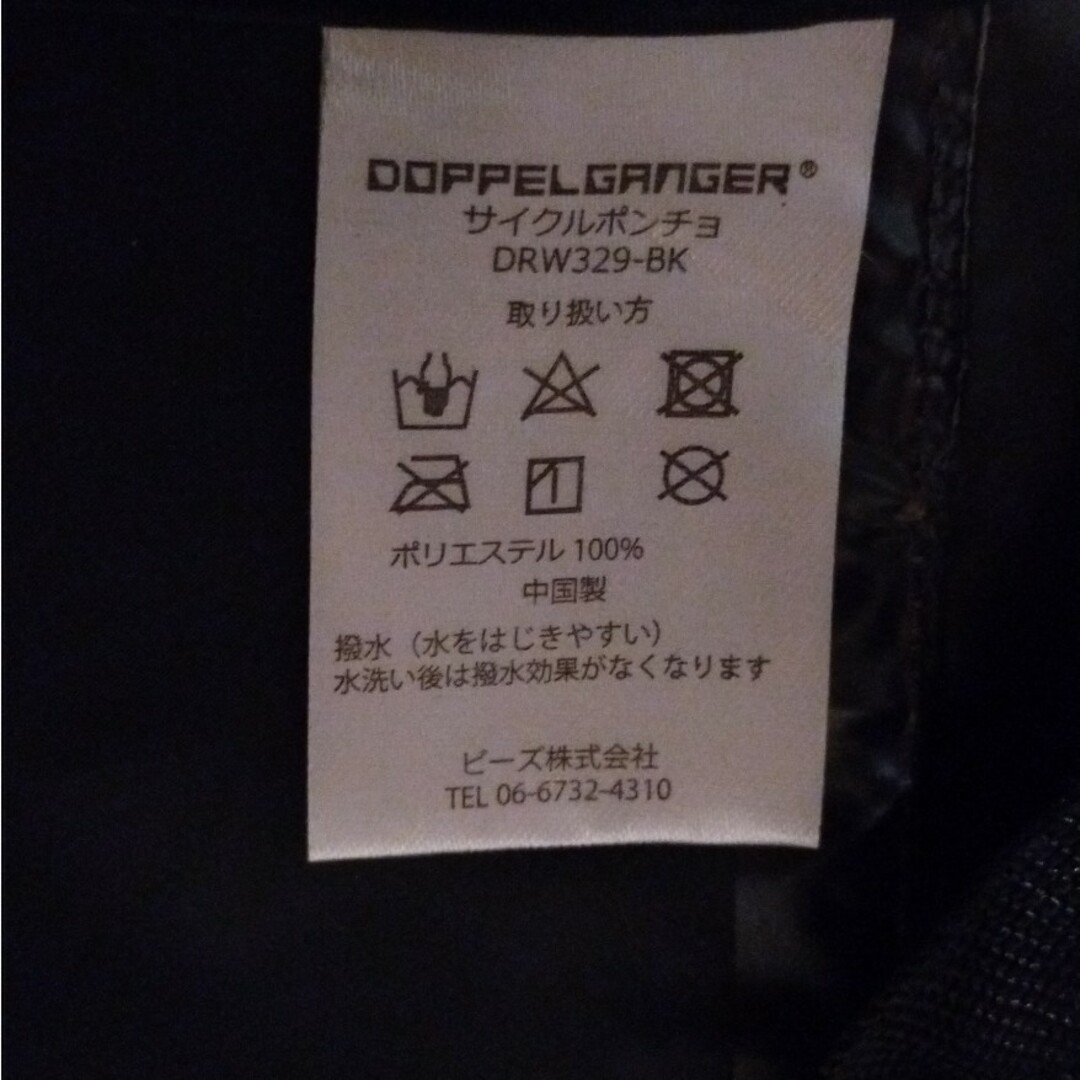 DOPPELGANGER®
サイクルポンチョ
DRW329-BK
取り扱い方
ポリエステル 100%
中国製
撥水（水をはじきやすい）
水洗い後は撥水効果がなくなります
ビーズ株式会社
TEL 06-6732-4310